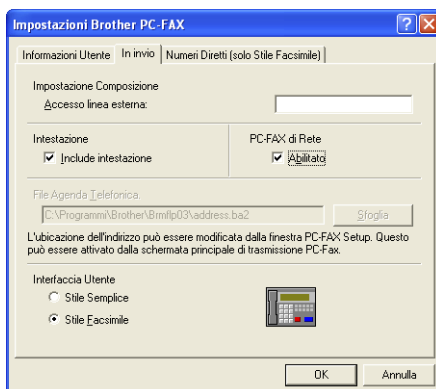 Impostazioni Brother PC-FAX
Informazioni Utente
In invio
Numeri Diretti (solo Stile Facsimile)
Impostazione Composizione
Accesso linea esterna:
Intestazione
PC-FAX di Rete
Include intestazione
Abilitato
File Agenda Telefonica
C:\Programmi\Brother\Brmflp03\address.ba2
Sfoglia
L'ubicazione dell'indirizzo può essere modificata dalla finestra PC-FAX Setup. Questo
può essere attivato dalla schermata principale di trasmissione PC-Fax.
Interfaccia Utente
Stile Semplice
Stile Facsimile
OK
Annulla